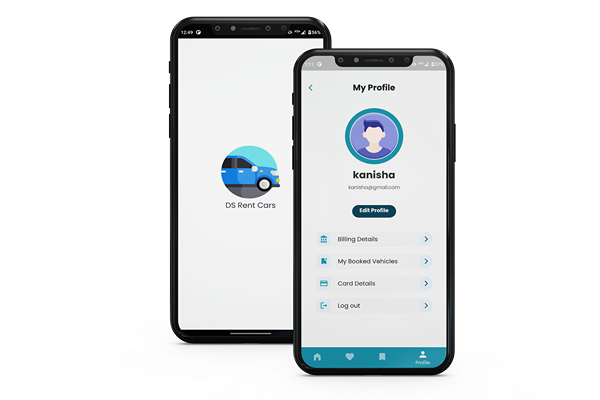 12:49
56%
DS Rent Cars
My Profile
kanisha
kanisha@gmail.com
Edit Profile
Billing Details
My Booked Vehicles
Card Details
Log out
Profile